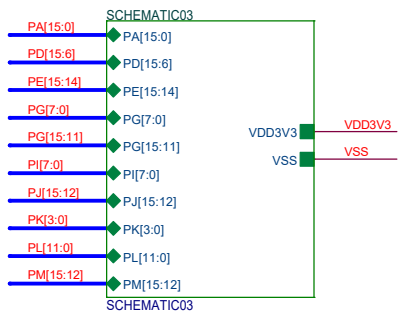 SCHEMATIC03
PA[15:0] PA[15:0]
PD[15:6] PD[15:6]
PE[15:14] PE[15:14]
PG[7:0] PG[7:0]
VDD3V3 VDD3V3
PG[15:11] PG[15:11]
VSS VSS
PI[7:0] PI[7:0]
PJ[15:12] PJ[15:12]
PK[3:0] PK[3:0]
PL[11:0] PL[11:0]
PM[15:12] PM[15:12]
SCHEMATIC03